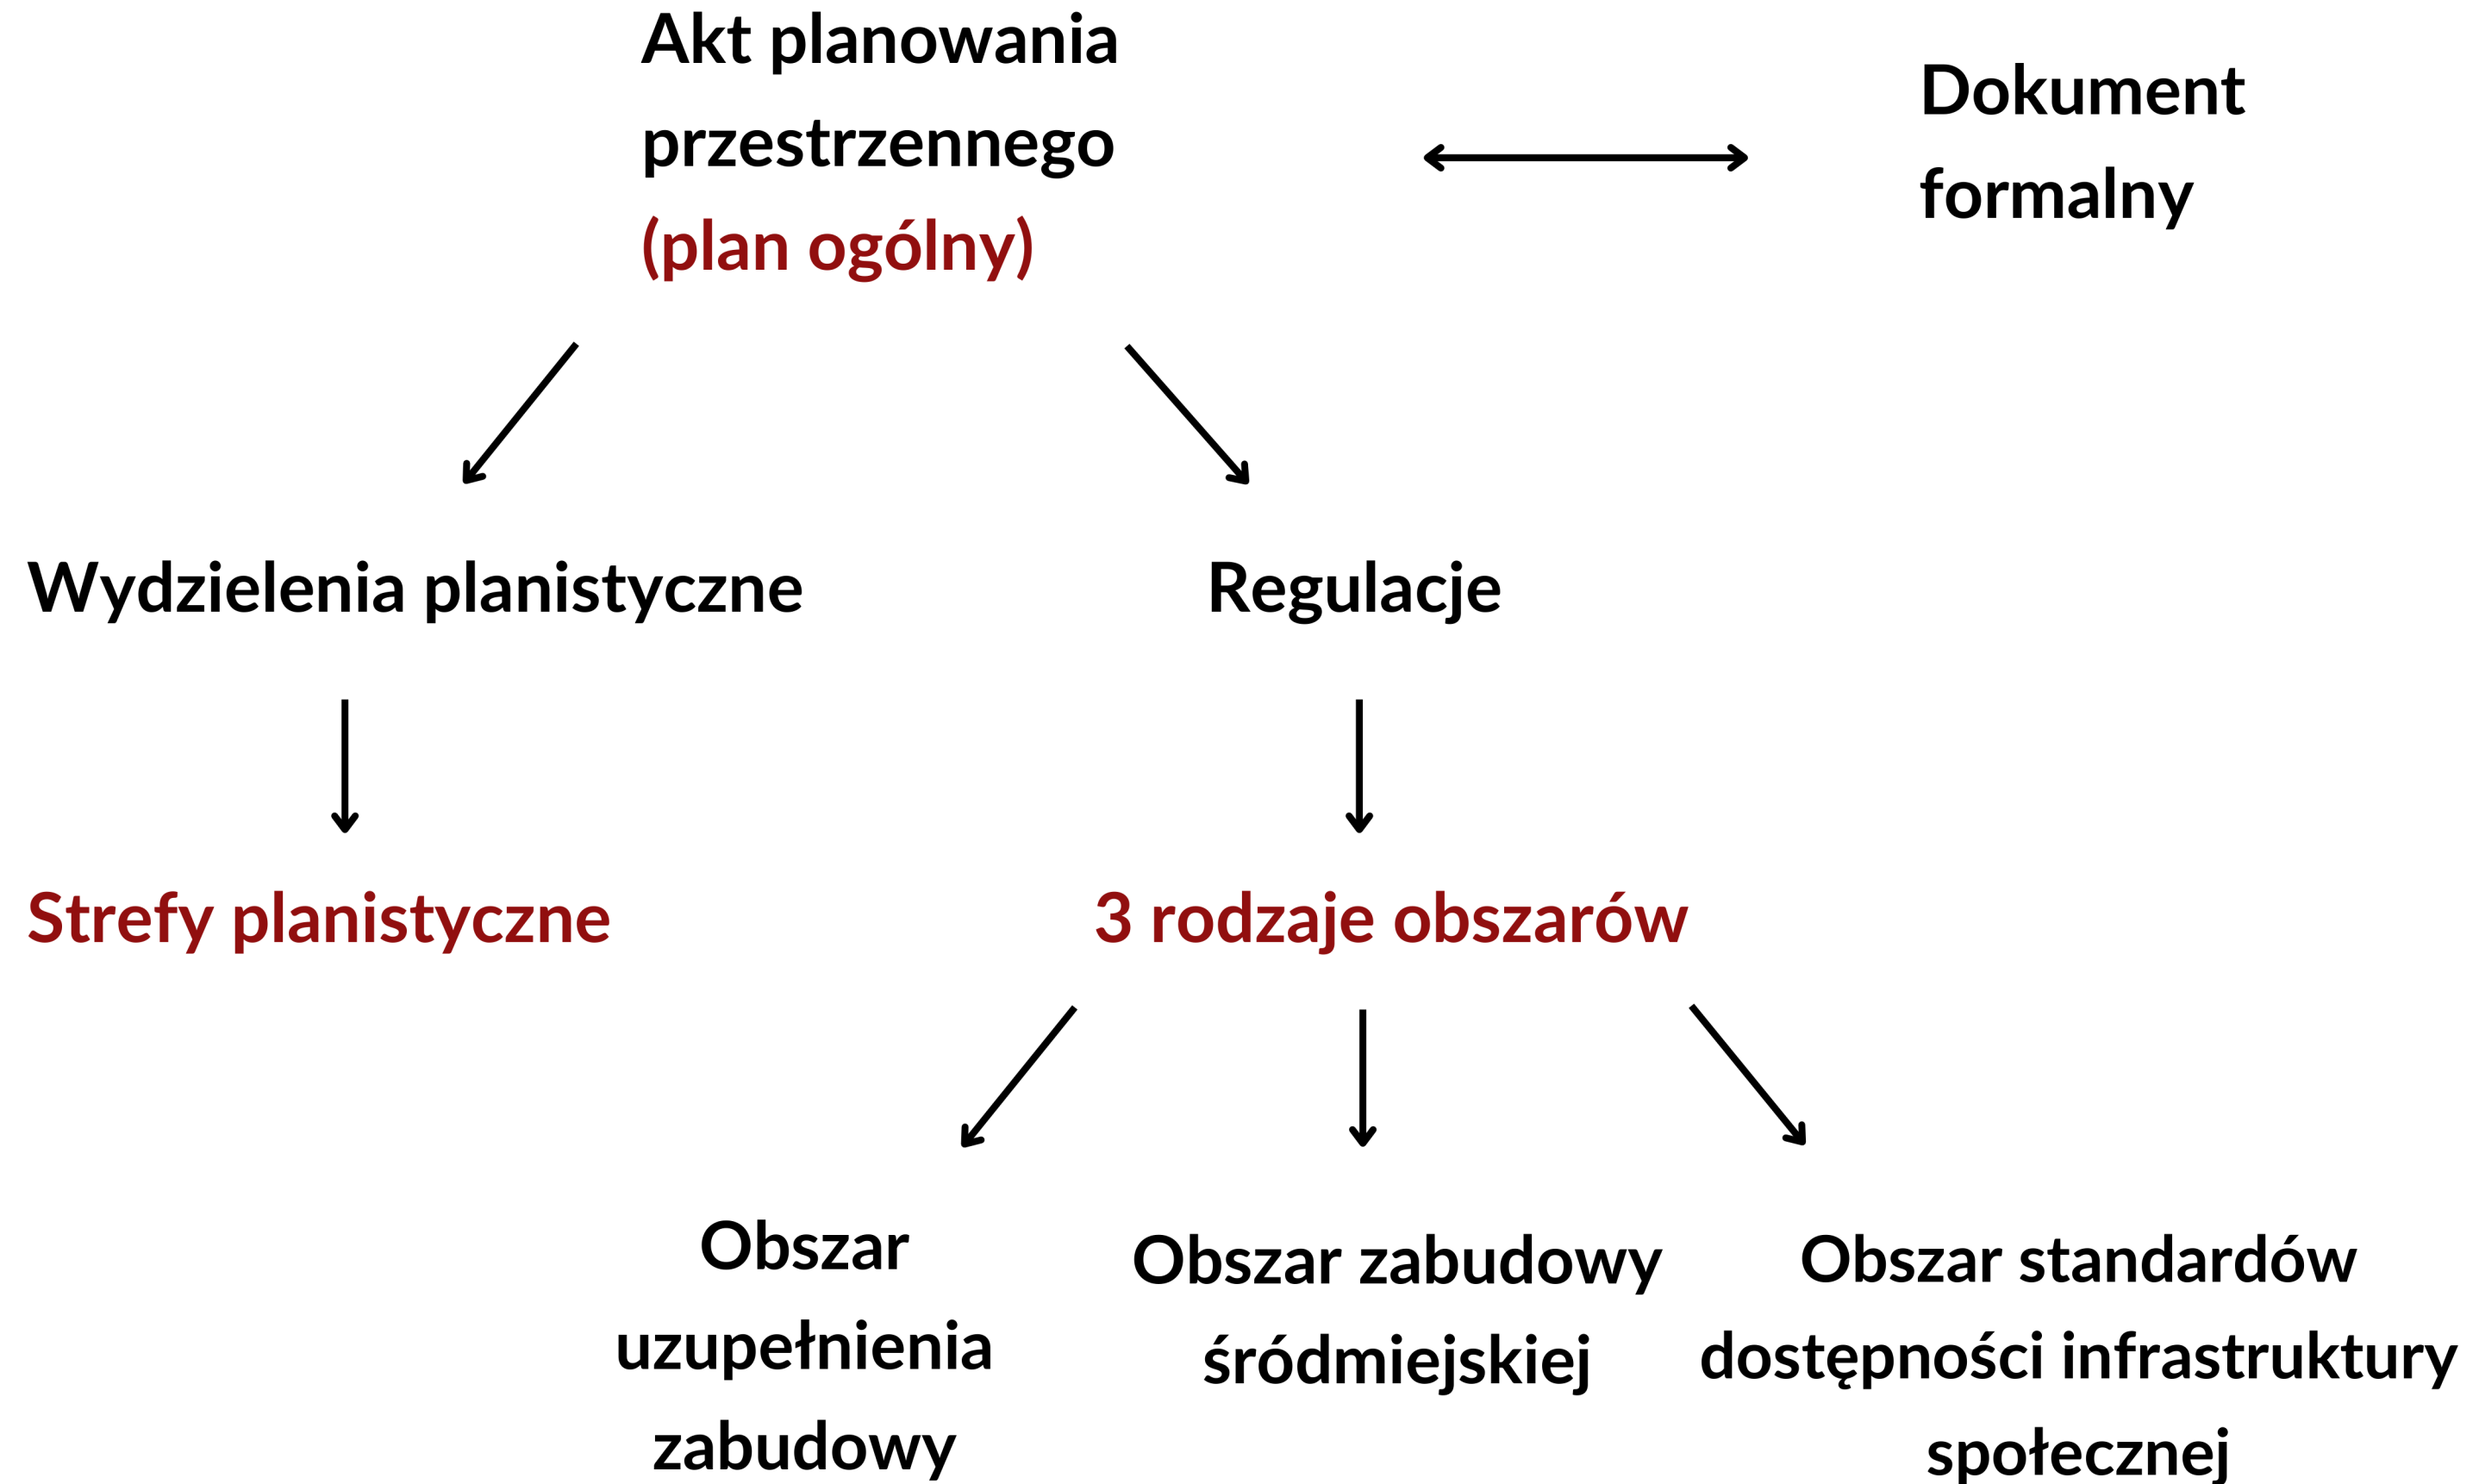 Akt planowania
przestrzennego
(plan ogólny)
Dokument
formalny
Wydzielenia planistyczne
Regulacje
Strefy planistyczne
3 rodzaje obszarów
Obszar
uzupełnienia
zabudowy
Obszar zabudowy
śródmiejskiej
Obszar standardów
dostępności infrastruktury
społecznej